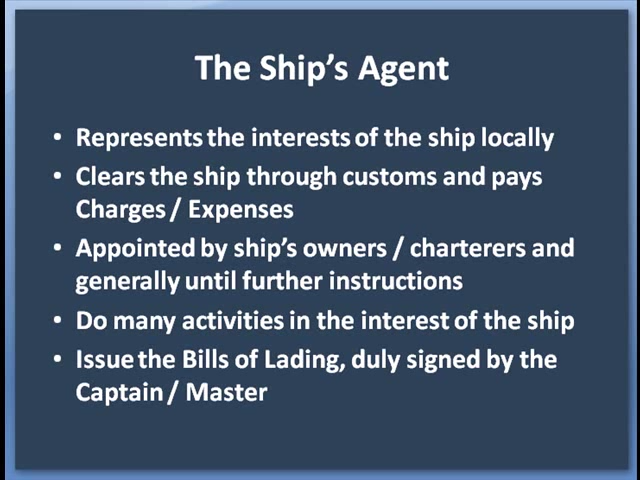 The Ship's Agent
• Represents the interests of the ship locally
• Clears the ship through customs and pays
Charges / Expenses
• Appointed by ship's owners / charterers and
generally until further instructions
• Do many activities in the interest of the ship
• Issue the Bills of Lading, duly signed by the
Captain / Master